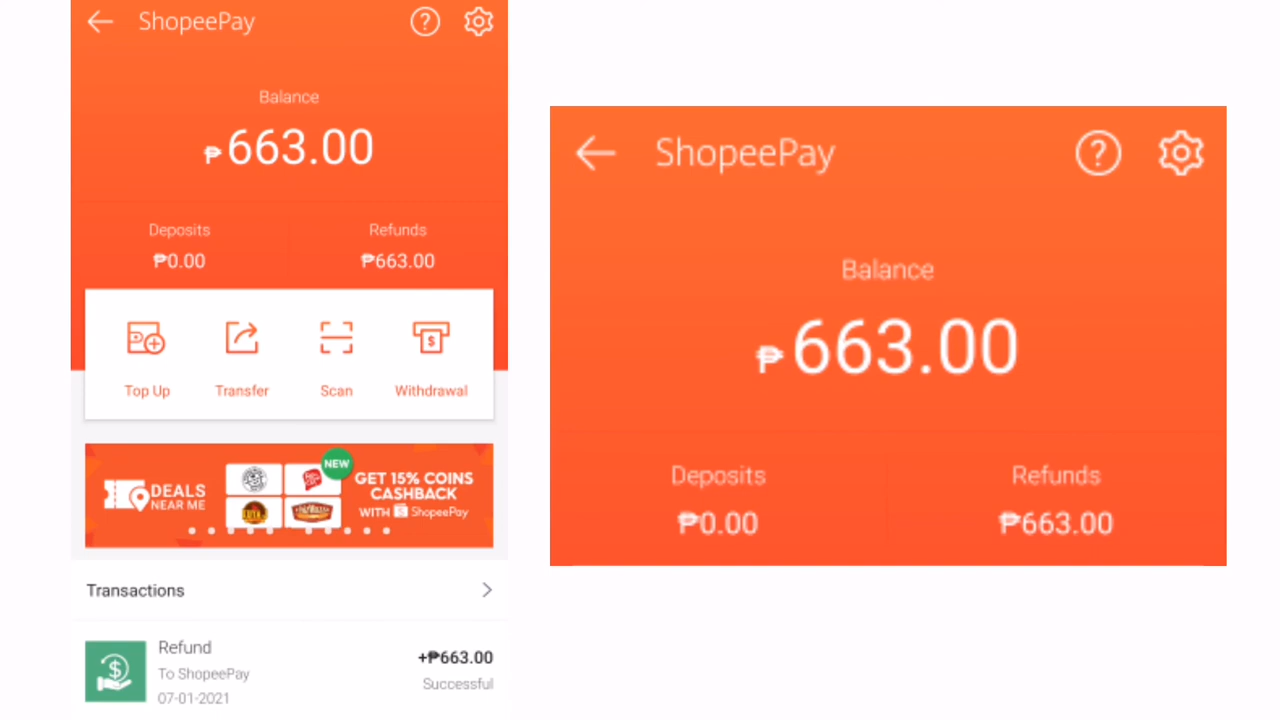 ShopeePay
Balance
₱663.00
Deposits
Refunds
₱0.00
₱663.00
Top Up
Transfer
Scan
Withdrawal
DEALS
NEAR ME
NEW
GET 15% COINS
CASHBACK
WITH S ShopeePay
Transactions
Refund
To ShopeePay
07-01-2021
+₱663.00
Successful
ShopeePay
Balance
₱663.00
Deposits
Refunds
₱0.00
₱663.00